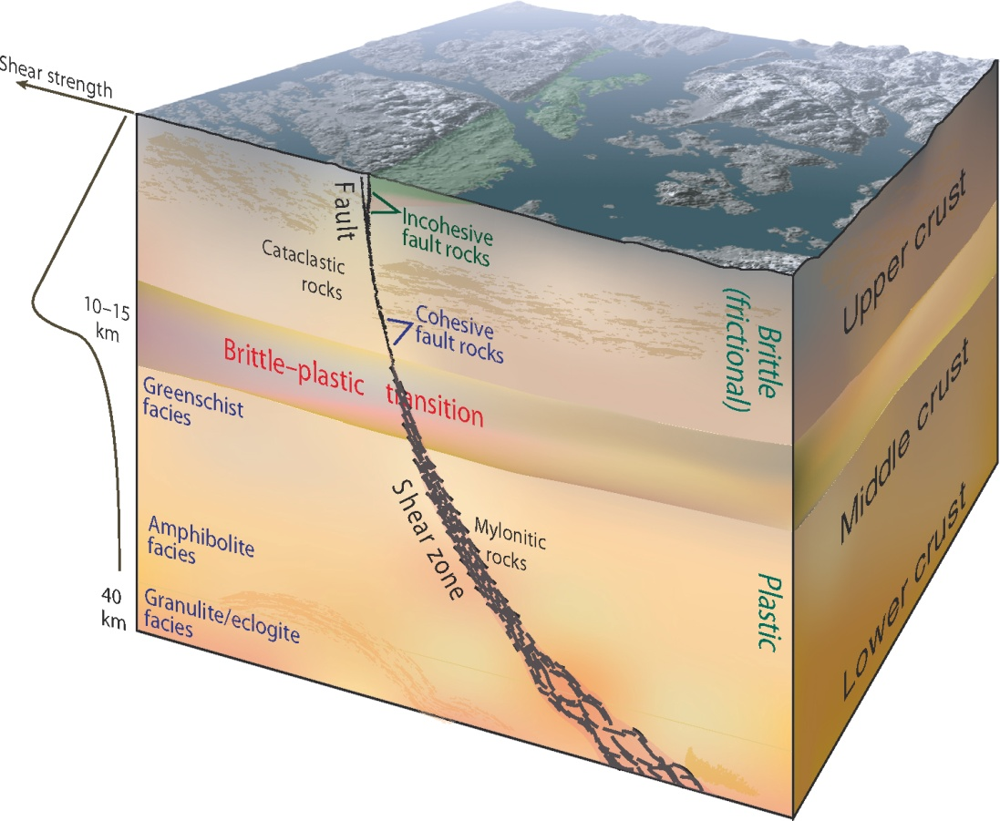 Shear strength
Fault
Incohesive
fault rocks
Cataclastic
rocks
Upper crust
10–15
km
Cohesive
fault rocks
Brittle
(frictional)
Brittle–plastic transition
Greenschist
facies
Middle crust
Shear zone
Mylonitic
rocks
Amphibolite
facies
Plastic
Lower crust
40
km
Granulite/eclogite
facies